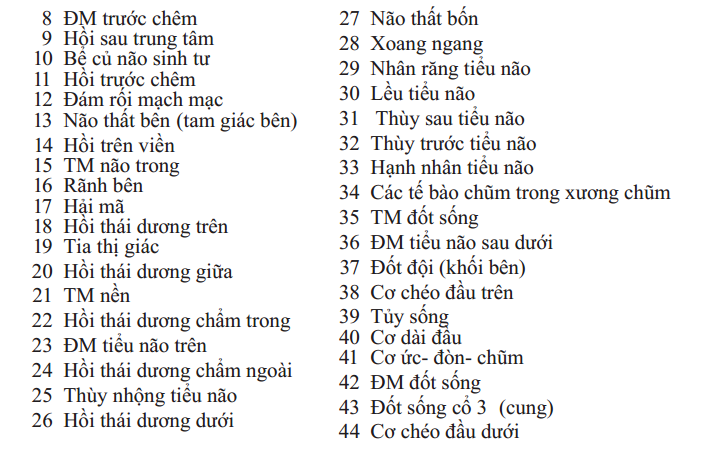 8 ĐM trước chêm
9 Hồi sau trung tâm
10 Bể củ não sinh tư
11 Hồi trước chêm
12 Đám rối mạch mạc
13 Não thất bên (tam giác bên)
14 Hồi trên viền
15 TM não trong
16 Rãnh bên
17 Hải mã
18 Hồi thái dương trên
19 Tia thị giác
20 Hồi thái dương giữa
21 TM nền
22 Hồi thái dương chẩm trong
23 ĐM tiểu não trên
24 Hồi thái dương chẩm ngoài
25 Thùy nhộng tiểu não
26 Hồi thái dương dưới
27 Não thất bốn
28 Xoang ngang
29 Nhân răng tiểu não
30 Lều tiểu não
31 Thùy sau tiểu não
32 Thùy trước tiểu não
33 Hạnh nhân tiểu não
34 Các tế bào chũm trong xương chũm
35 TM đốt sống
36 ĐM tiểu não sau dưới
37 Đốt đội (khối bên)
38 Cơ chéo đầu trên
39 Tủy sống
40 Cơ dài đầu
41 Cơ ức- đòn- chũm
42 ĐM đốt sống
43 Đốt sống cổ 3 (cung)
44 Cơ chéo đầu dưới